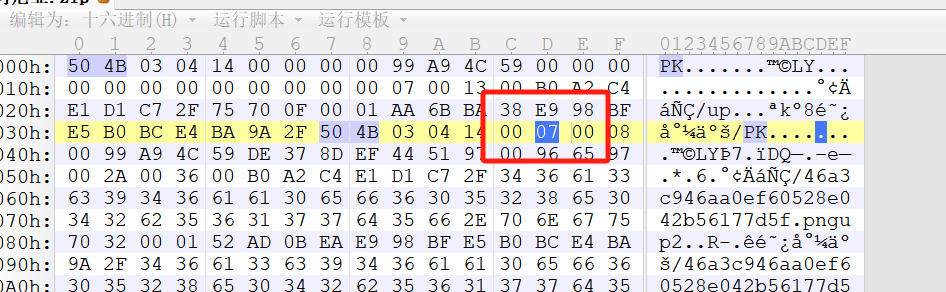 编辑为: 十六进制(H) 运行脚本 运行模板
0 1 2 3 4 5 6 7 8 9 A B C D E F 0123456789ABCDEF
000h: 50 4B 03 04 14 00 00 00 00 00 99 A9 4C 59 00 00 00 PK........™©LY...
010h: 00 00 00 00 00 00 00 00 00 07 00 13 00 B0 A2 C4 .............°¢Ä
020h: E1 D1 C7 2F 75 70 0F 00 01 AA 6B BA 38 E9 98 BF áÑÇ/up...ªkº8é˜¿
030h: E5 B0 BC E4 BA 9A 2F 50 4B 03 04 14 00 07 00 08 å°¼äºš/PK.......
040h: 00 99 A9 4C 59 DE 37 8D EF 44 51 97 00 96 65 97 .™©LYÞ7.ïDQ—.–e—
050h: 00 2A 00 36 00 B0 A2 C4 E1 D1 C7 2F 34 36 61 33 .*.6.°¢ÄáÑÇ/46a3
060h: 63 39 34 36 61 61 30 65 66 36 30 35 32 38 65 30 c946aa0ef60528e0
070h: 34 32 62 35 36 31 37 37 64 35 66 2E 70 6E 67 75 42b56177d5f.pngu
080h: 70 32 00 01 52 AD 0B EA E9 98 BF E5 B0 BC E4 BA p2..R-.êé˜¿å°¼äº
090h: 9A 2F 34 36 61 33 63 39 34 36 61 61 30 65 66 36 š/46a3c946aa0ef6
0A0h: 30 35 32 38 65 30 34 32 62 35 36 31 37 37 64 35 0528e042b56177d5